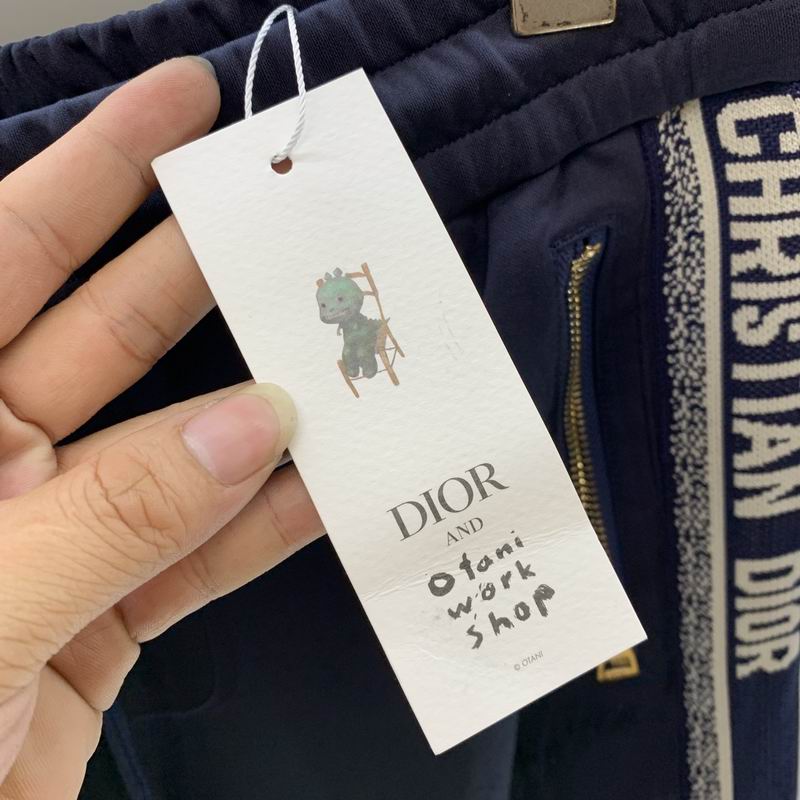 DIOR
AND
Otani
work
shop
© OTANI
CHRISTIAN DIOR